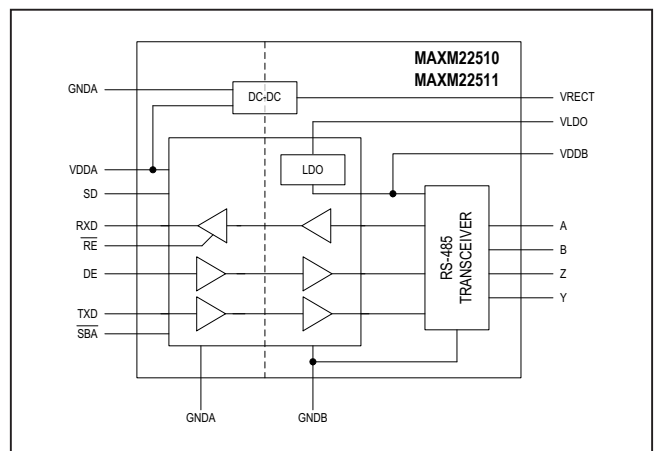 MAXM22510
MAXM22511
GNDA
DC-DC
VRECT
VLDO
VDDB
VDDA
LDO
SD
RXD
RE
DE
TXD
SBA
RS-485
TRANSCEIVER
A
B
Z
Y
GNDA
GNDB